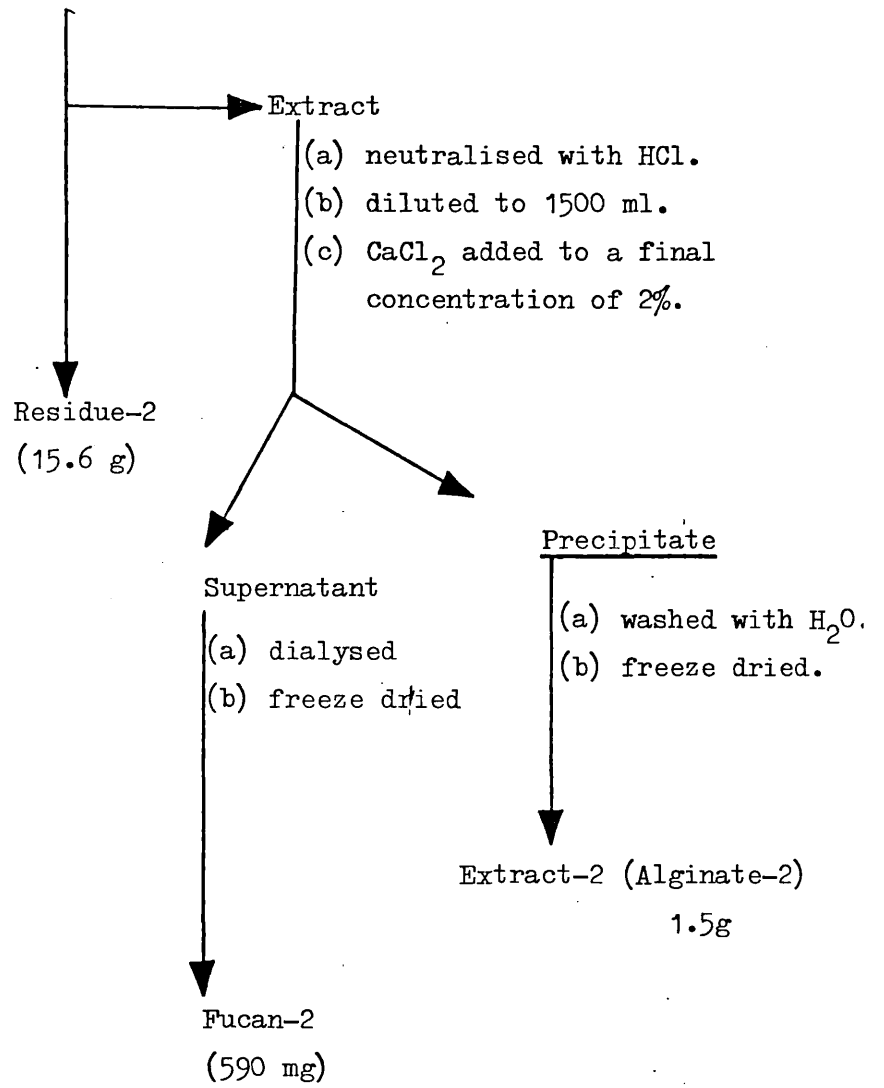 Extract
(a) neutralised with HCl.
(b) diluted to 1500 ml.
(c) CaCl2 added to a final
concentration of 2%.
Residue-2
(15.6 g)
Precipitate
(a) washed with H2O.
(b) freeze dried.
Supernatant
(a) dialysed
(b) freeze dried
Extract-2 (Alginate-2)
1.5g
Fucan-2
(590 mg)